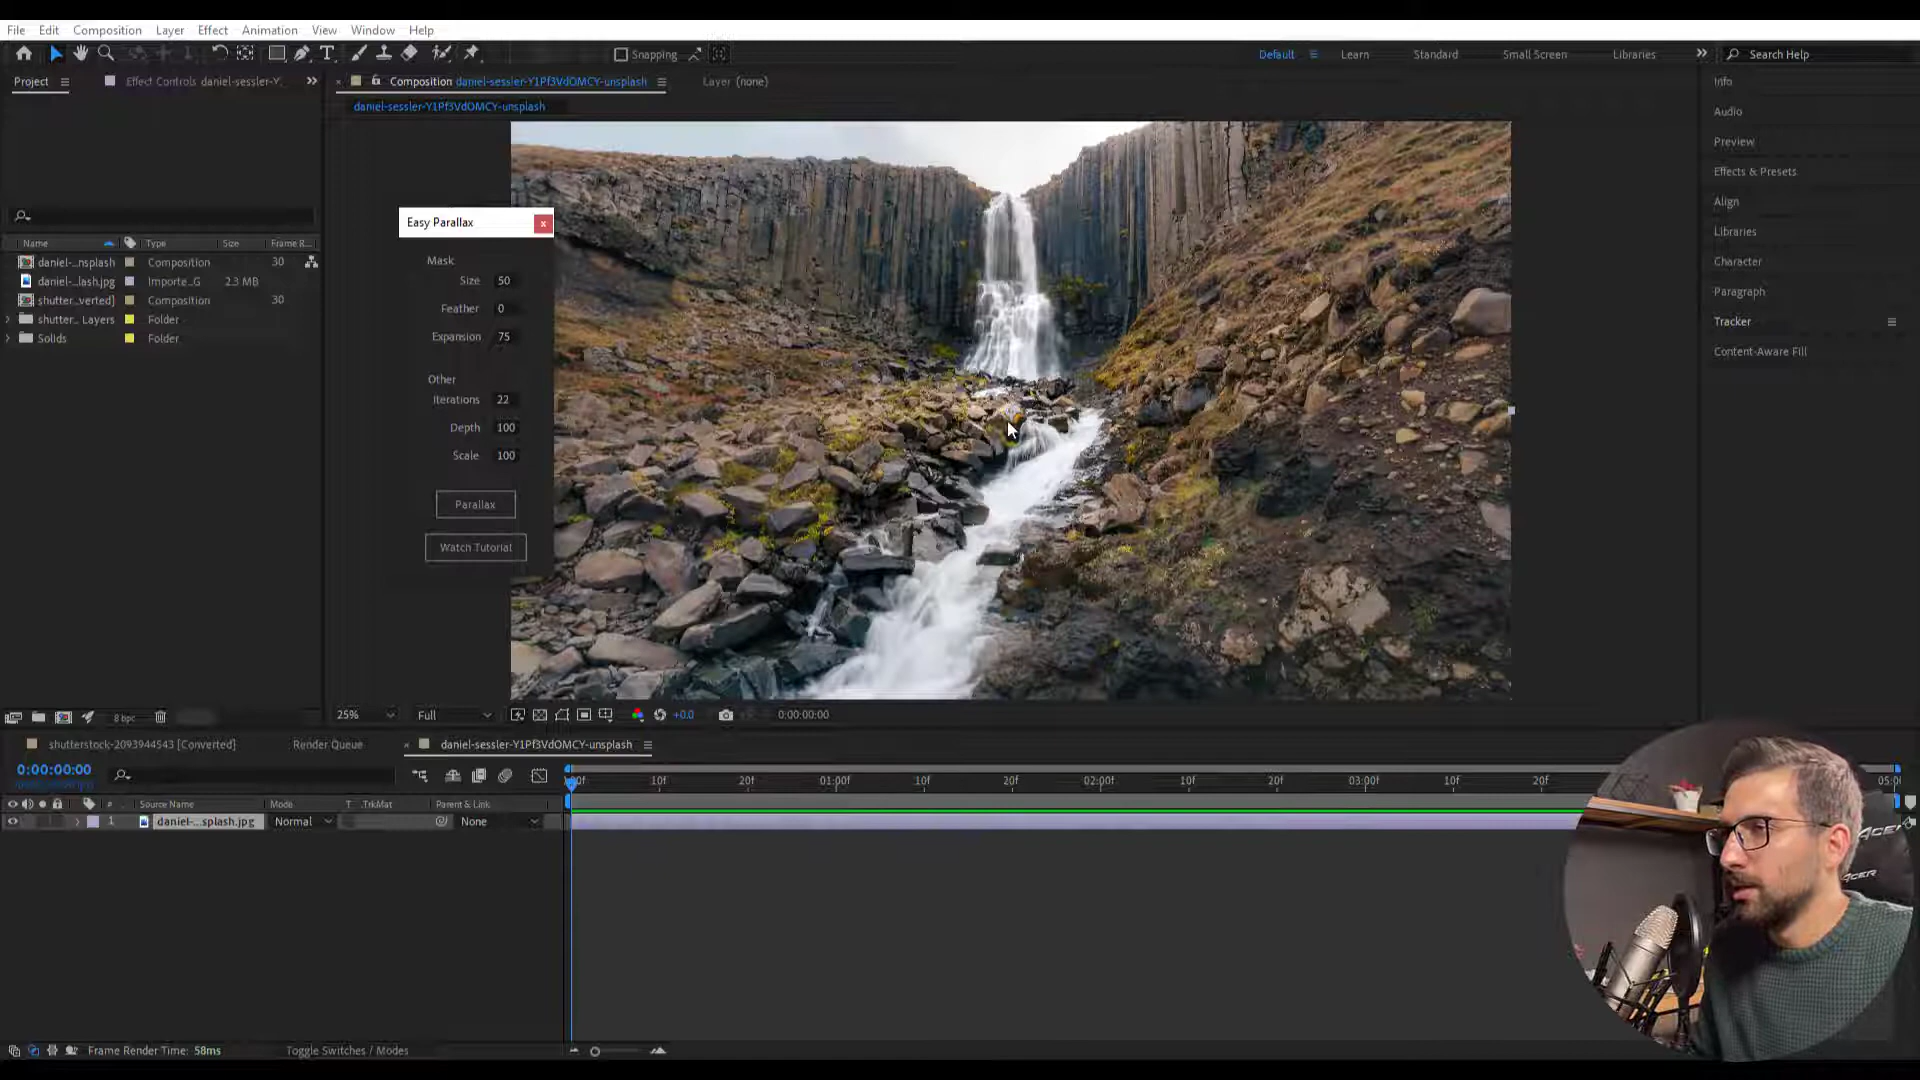 File Edit Composition Layer Effect Animation View Window Help
Snapping
Default Learn Standard Small Screen Libraries
Search Help
Project
Effect Controls daniel-sessler-Y
Composition daniel-sessler-Y1Pf3VdOMCY-unsplash
Layer (none)
daniel-sessler-Y1Pf3VdOMCY-unsplash
Name Type Size Frame R...
daniel-...nsplash Composition 30
daniel-...lash.jpg Importe...G 2.3 MB
shutter...verted] Composition 30
shutter... Layers Folder
Solids Folder
Easy Parallax x
Mask:
Size 50
Feather 0
Expansion 75
Other
Iterations 22
Depth 100
Scale 100
Parallax
Watch Tutorial
Info
Audio
Preview
Effects & Presets
Align
Libraries
Character
Paragraph
Tracker
Content-Aware Fill
8 bpc
25% Full +0.0 0:00:00:00
shutterstock-2093944543 [Converted] Render Queue daniel-sessler-Y1Pf3VdOMCY-unsplash
0:00:00:00
:00f 10f 20f 01:00f 10f 20f 02:00f 10f 20f 03:00f 10f 20f 05:0
# Source Name Mode T .TrkMat Parent & Link
1 daniel-...splash.jpg Normal None
Frame Render Time: 58ms Toggle Switches / Modes
ACER
ACER